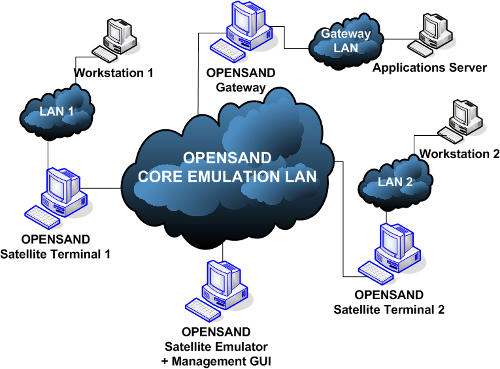 Workstation 1
LAN 1
OPENSAND
Satellite Terminal 1
OPENSAND
Gateway
Gateway
LAN
Applications Server
OPENSAND
CORE EMULATION LAN
Workstation 2
LAN 2
OPENSAND
Satellite Terminal 2
OPENSAND
Satellite Emulator
+ Management GUI